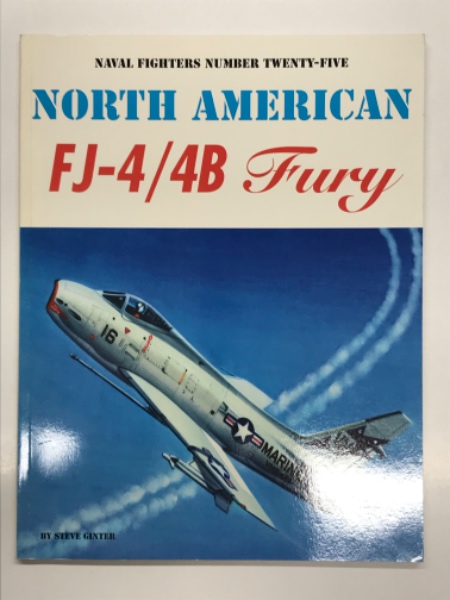 NAVAL FIGHTERS NUMBER TWENTY-FIVE
NORTH AMERICAN
FJ-4/4B Fury
16
MARINES
BY STEVE GINTER